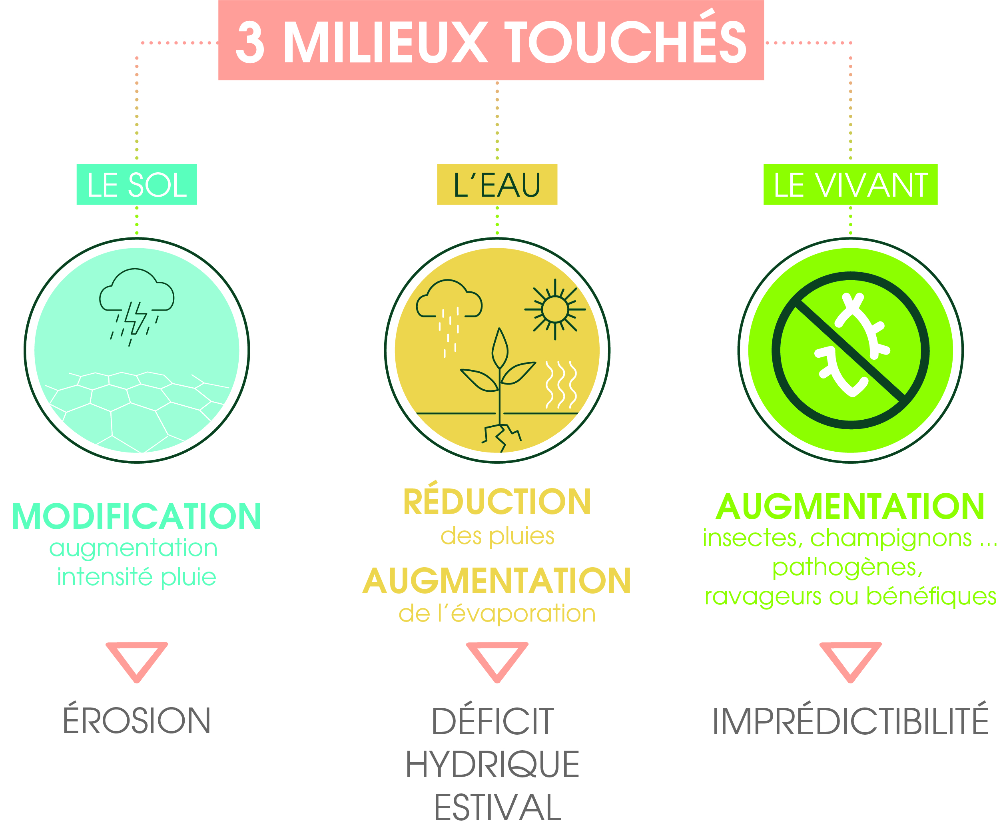 3 MILIEUX TOUCHÉS
LE SOL
MODIFICATION
augmentation
intensité pluie
ÉROSION
L'EAU
RÉDUCTION
des pluies
AUGMENTATION
de l'évaporation
DÉFICIT
HYDRIQUE
ESTIVAL
LE VIVANT
AUGMENTATION
insectes, champignons ...
pathogènes,
ravageurs ou bénéfiques
IMPRÉDICTIBILITÉ